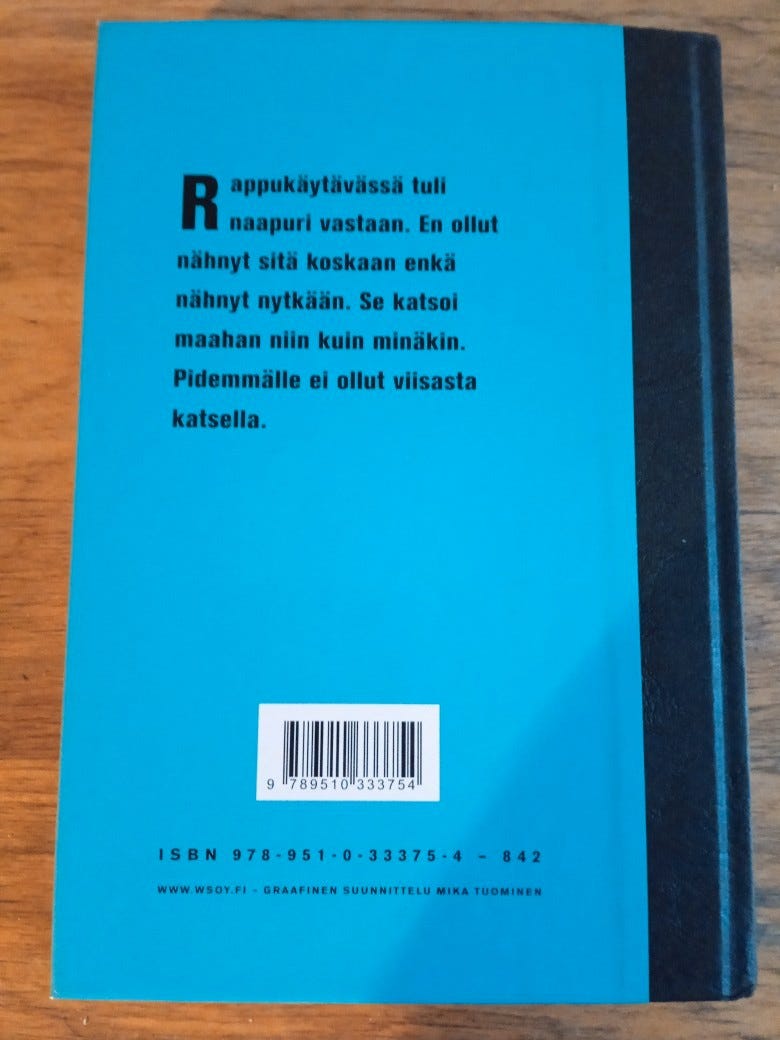 Rappukäytävässä tuli
naapuri vastaan. En ollut
nähnyt sitä koskaan enkä
nähnyt nytkään. Se katsoi
maahan niin kuin minäkin.
Pidemmälle ei ollut viisasta
katsella.
9 789510 333754
ISBN 978-951-0-33375-4 – 842
WWW.WSOY.FI – GRAAFINEN SUUNNITTELU MIKA TUOMINEN